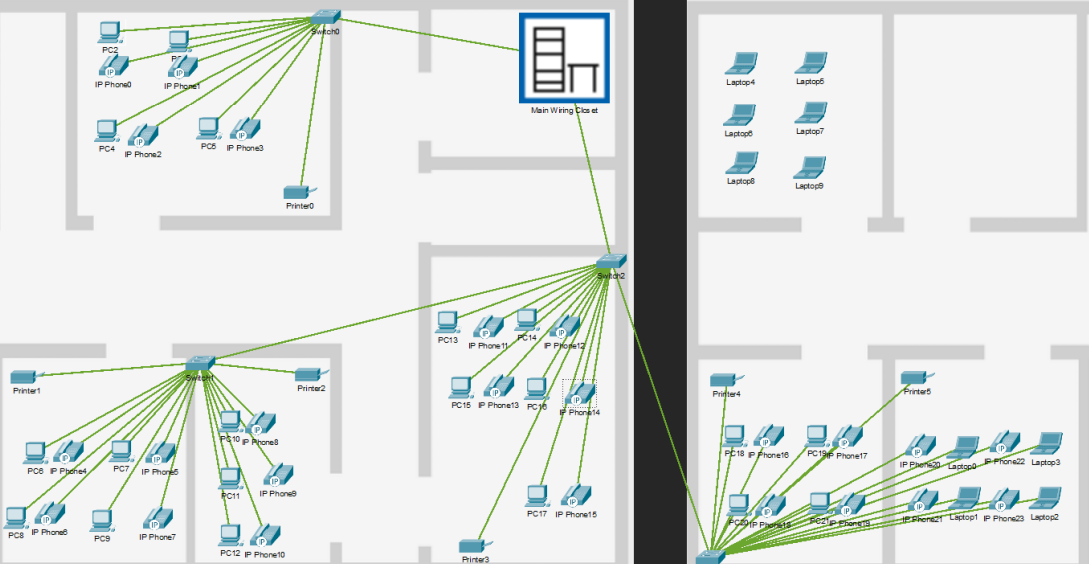 Switch0
PC2
IP Phone0
IP Phone1
PC4
IP Phone2
PC5
IP Phone3
Printer0
Main Wiring Closet
Laptop4
Laptop5
Laptop6
Laptop7
Laptop8
Laptop9
Switch2
PC13
IP Phone11
PC14
IP Phone12
PC15
IP Phone13
PC16
IP Phone14
PC17
IP Phone15
Printer3
Switch1
Printer1
Printer2
PC6
IP Phone4
PC7
IP Phone5
PC10
IP Phone8
PC11
IP Phone9
PC8
IP Phone6
PC9
IP Phone7
PC12
IP Phone10
Printer4
Printer5
PC18
IP Phone16
PC19
IP Phone17
IP Phone20
Laptop0
IP Phone22
Laptop3
PC20
IP Phone18
PC21
IP Phone19
IP Phone21
Laptop1
IP Phone23
Laptop2